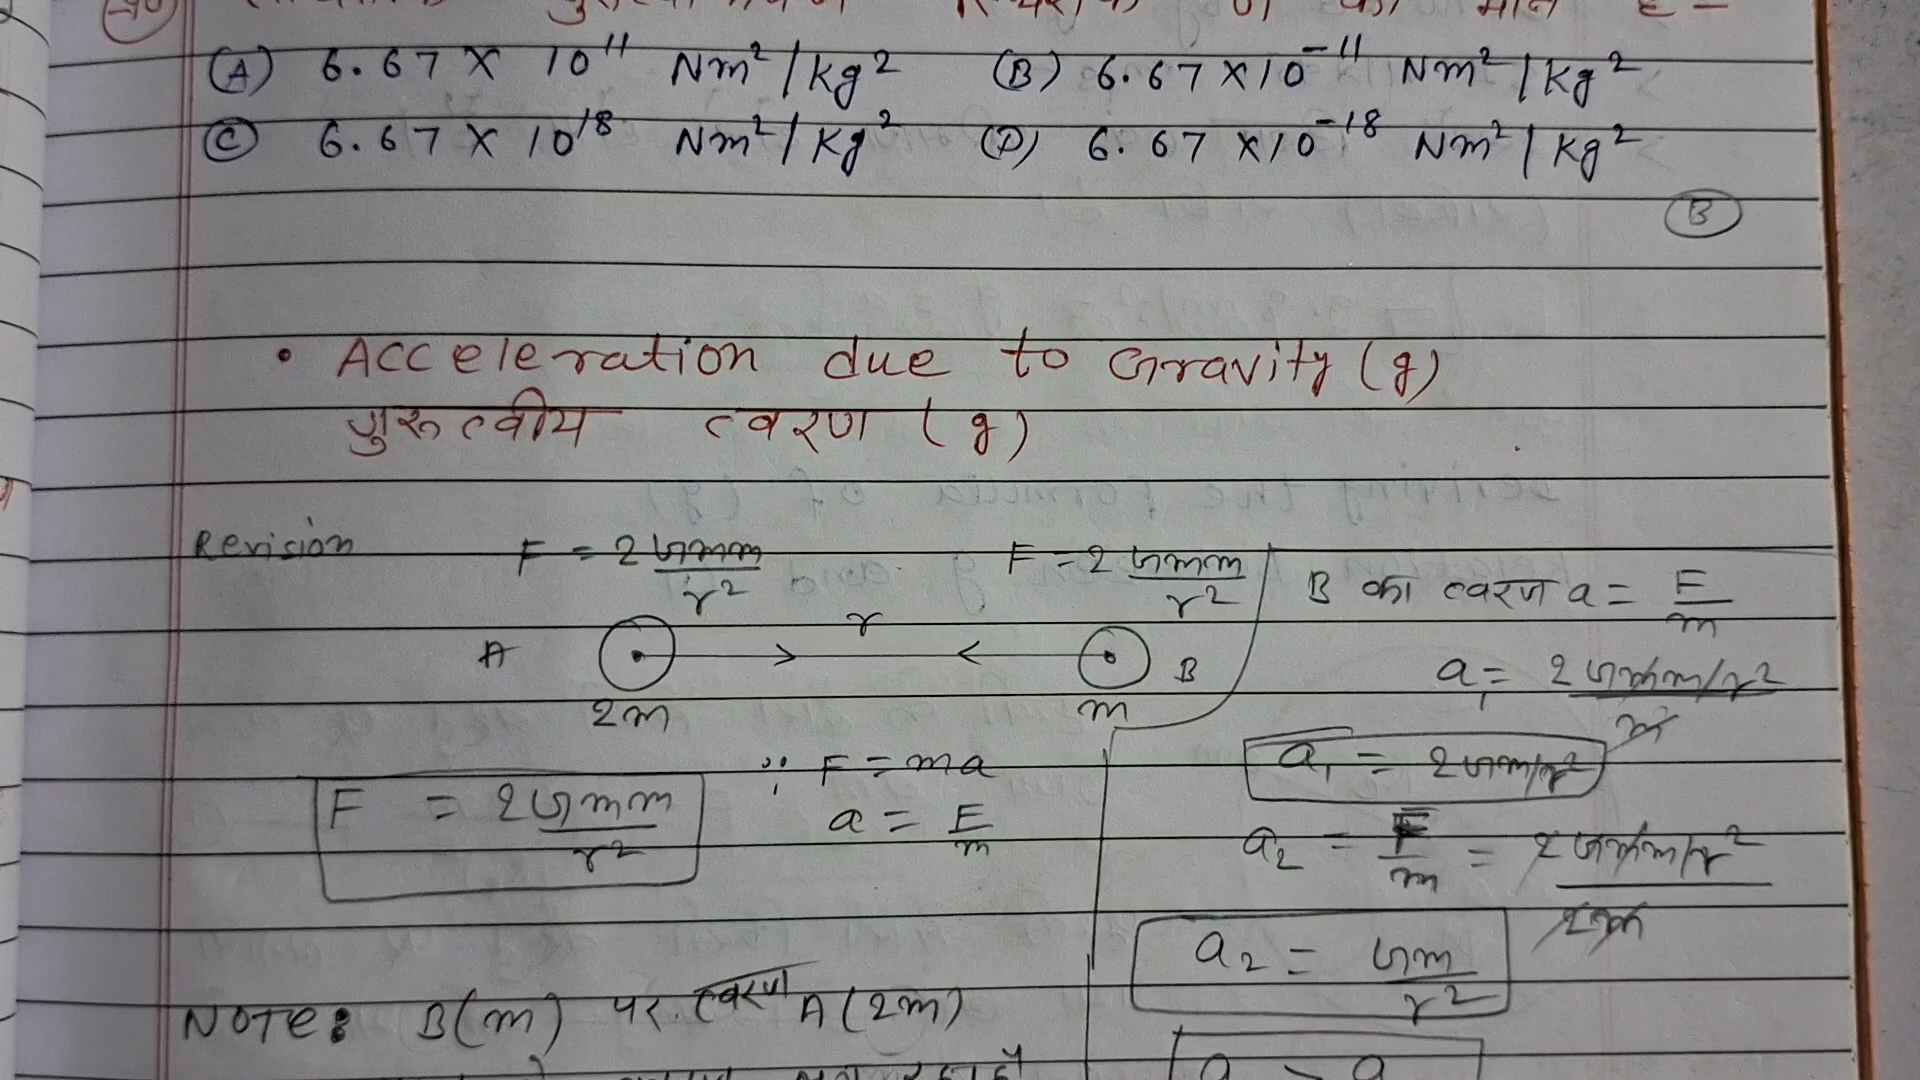 (A) 6.67 X 10¹¹ Nm²/kg² (B) 6.67 X 10⁻¹¹ Nm²/kg²
(C) 6.67 X 10¹⁸ Nm²/kg² (D) 6.67 X 10⁻¹⁸ Nm²/kg²
(B)
• Acceleration due to Gravity (g)
गुरुत्वीय त्वरण (g)
Revision F = 2Gmm/r² F = 2Gmm/r² B का त्वरण a = F/m
A r B
2m m
a₁ = 2Gmm/r² / m
∵ F = ma
a₁ = 2Gm/r²
F = 2Gmm/r²
a = F/m
a₂ = F/m = 2Gmm/r² / 2m
a₂ = Gm/r²
NOTE: B(m) पर त्वरण A(2m)